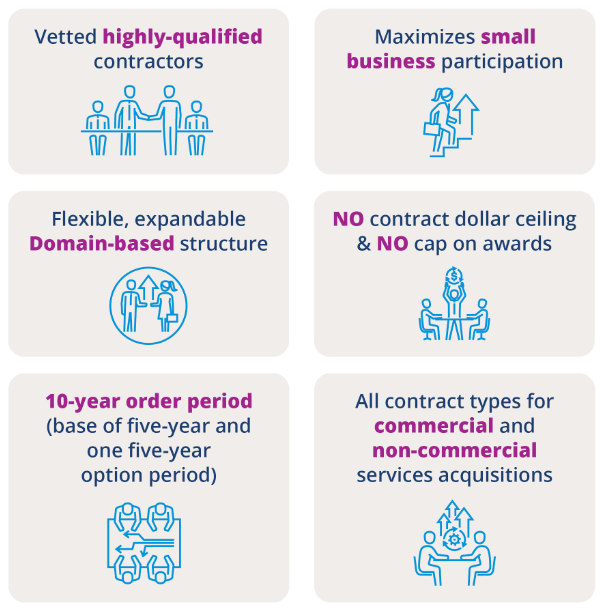 Vetted highly-qualified
contractors
Maximizes small
business participation
Flexible, expandable
Domain-based structure
NO contract dollar ceiling
& NO cap on awards
$
10-year order period
(base of five-year and
one five-year
option period)
All contract types for
commercial and
non-commercial
services acquisitions